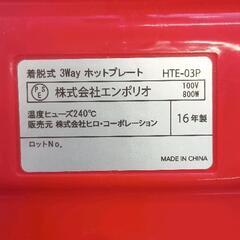 着脱式 3Way ホットプレート HTE-03P
PSE 株式会社エンポリオ 100V 800W
温度ヒューズ240℃
販売元 株式会社ヒロ・コーポレーション 16年製
ロットNo.
MADE IN CHINA